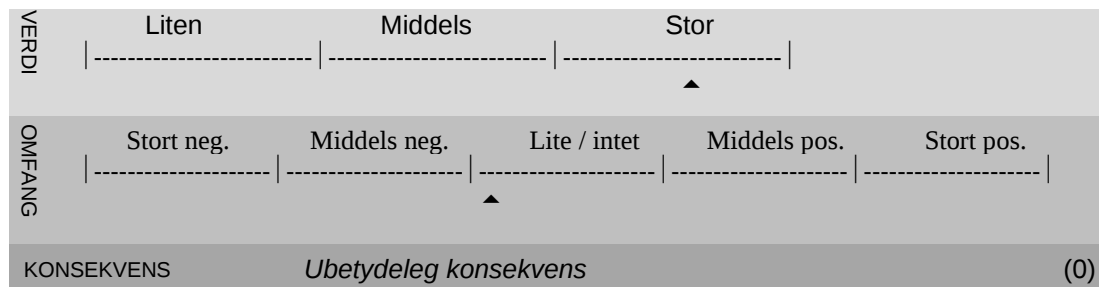 VERDI
Liten Middels Stor
|--------------------------|--------------------------|--------------------------|
OMFANG
Stort neg. Middels neg. Lite / intet Middels pos. Stort pos.
|---------------------|---------------------|---------------------|---------------------|---------------------|
KONSEKVENS Ubetydeleg konsekvens (0)